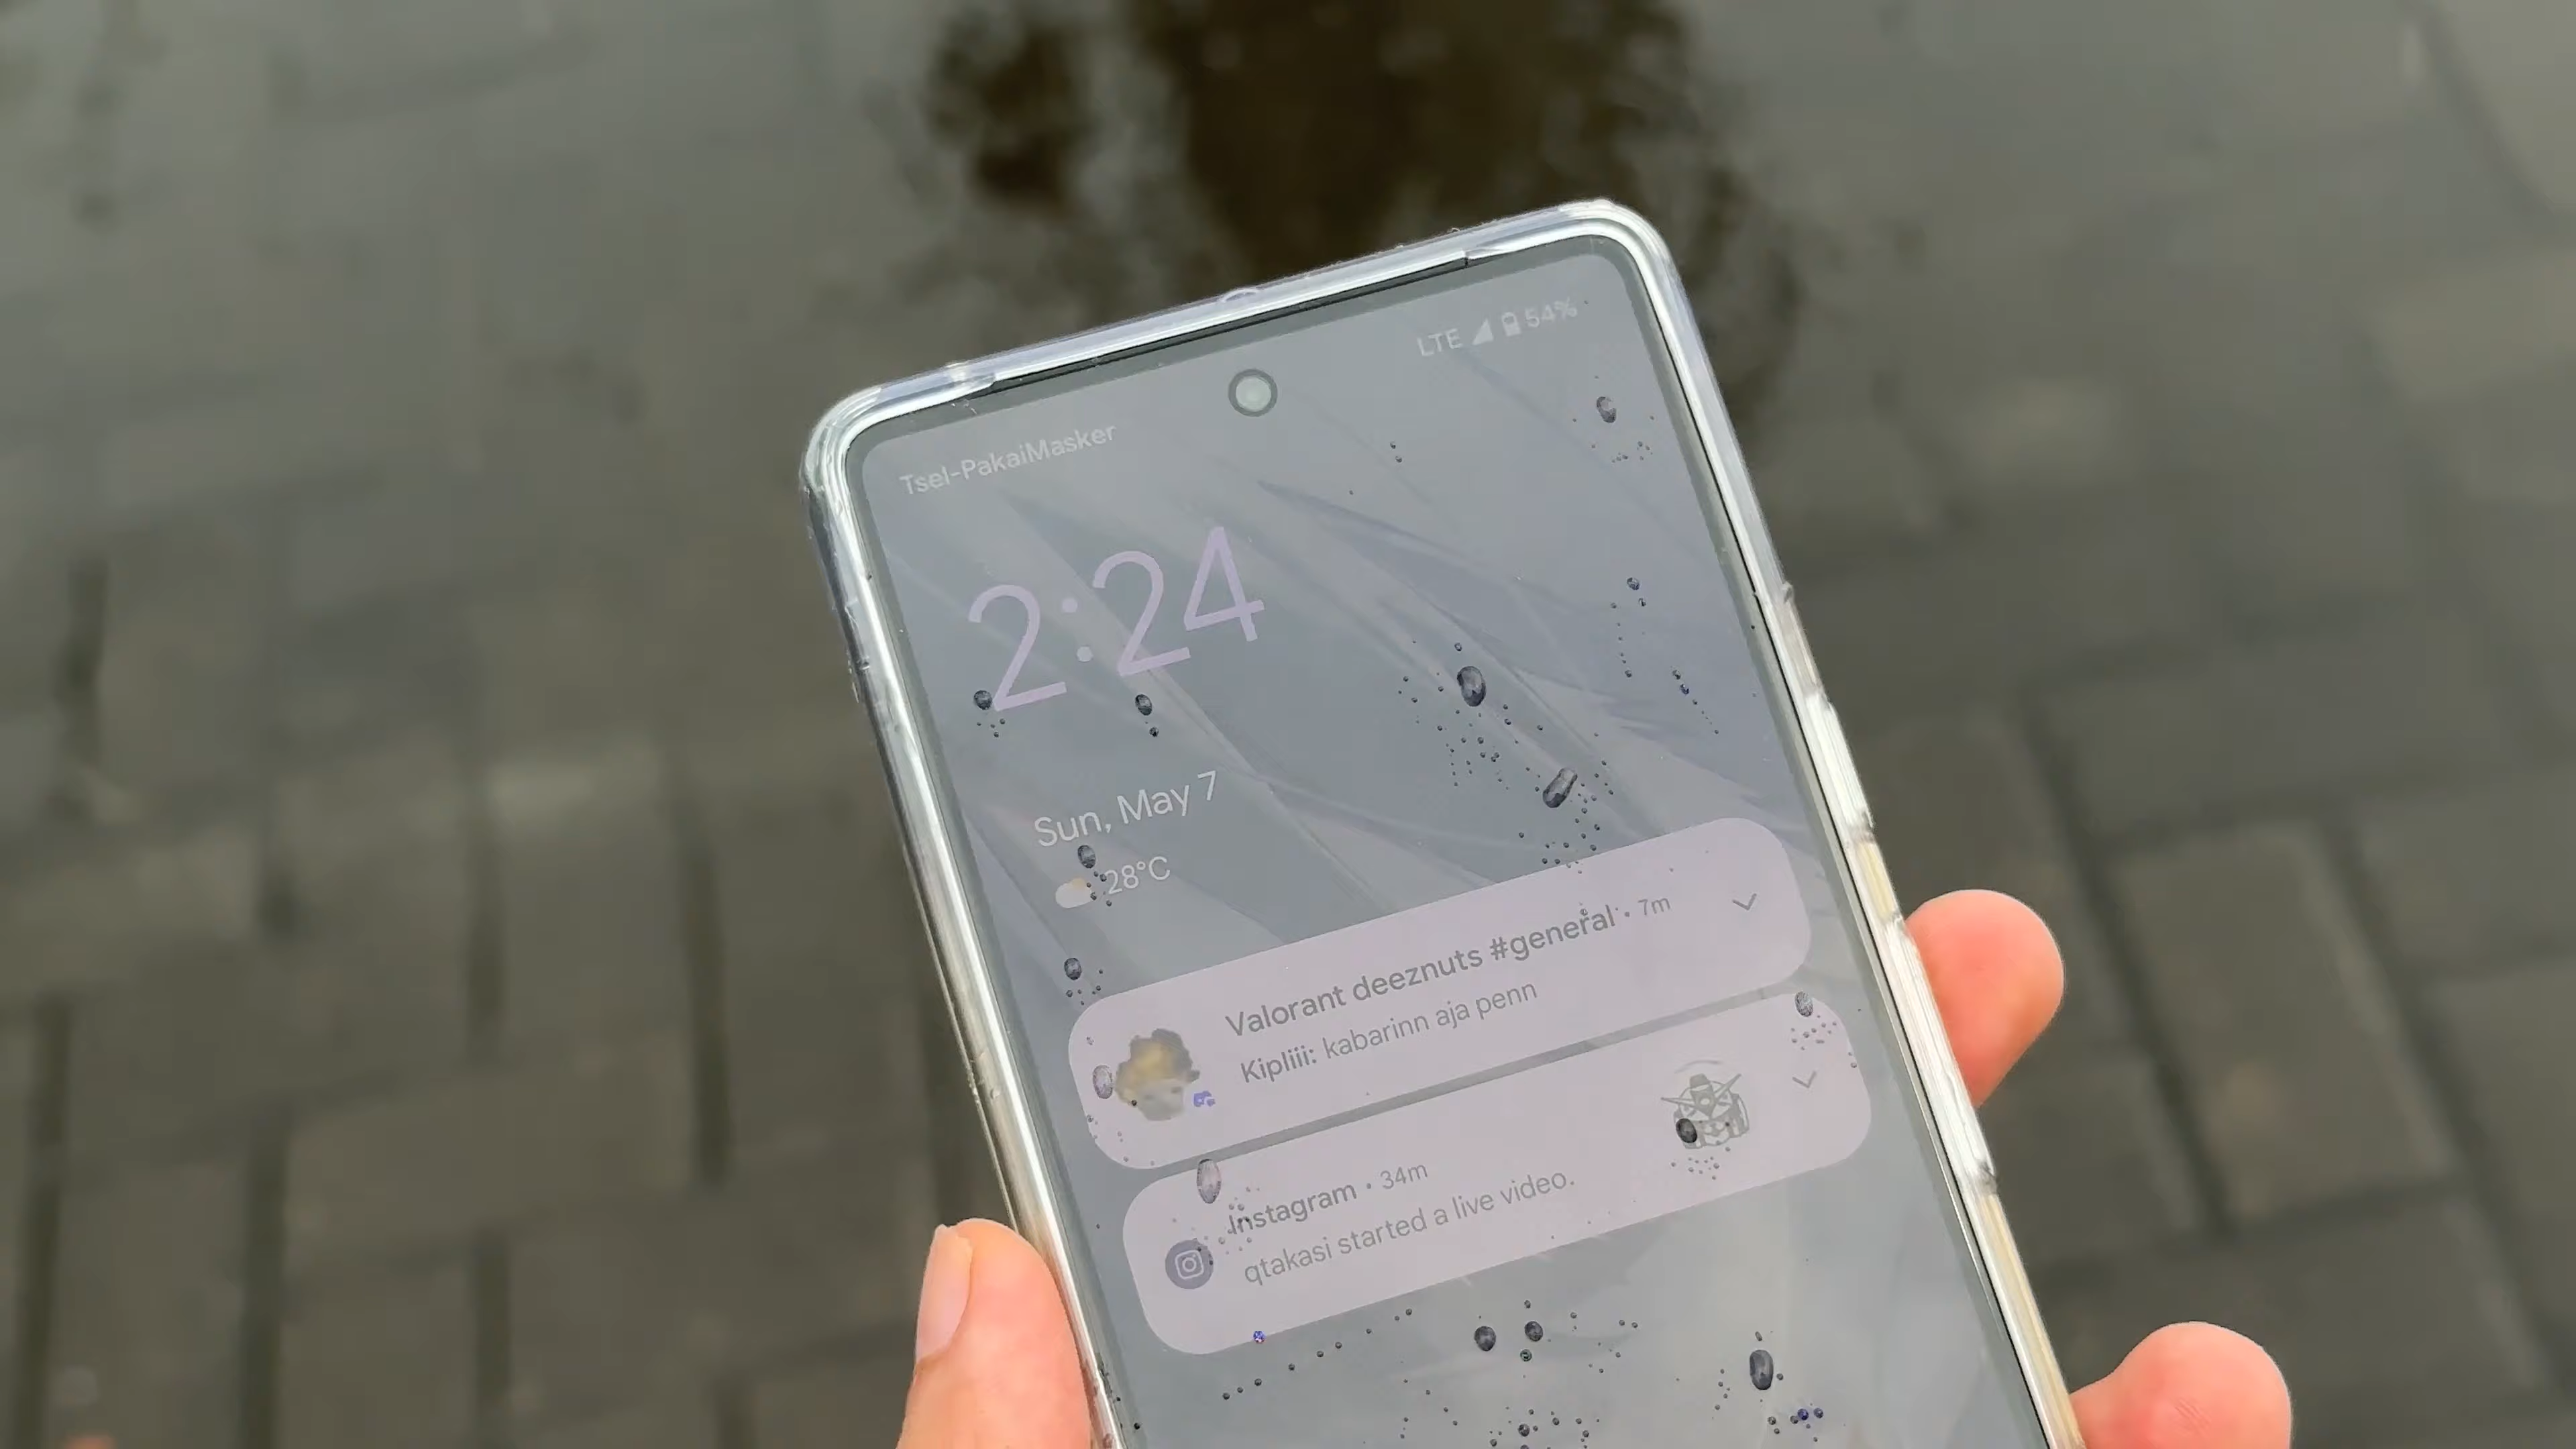 LTE 54%
Tsel-PakaiMasker
2:24
Sun, May 7
28°C
Valorant deeznuts #general • 7m
Kipliii: kabarinn aja penn
Instagram • 34m
qtakasi started a live video.